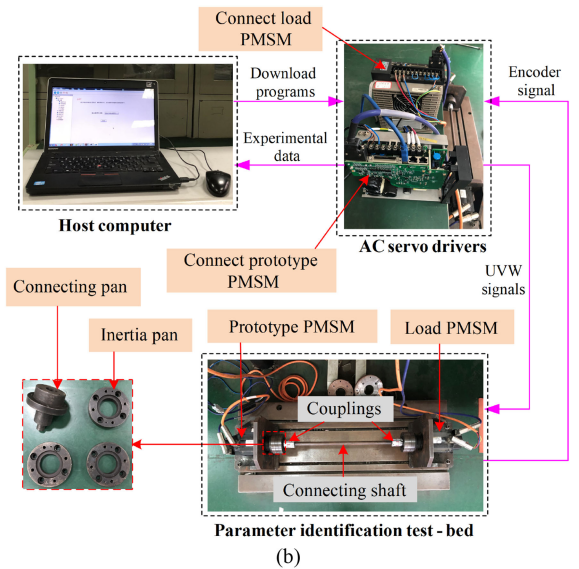 Connect load
PMSM
Download
programs
Encoder
signal
Experimental
data
Host computer
AC servo drivers
Connect prototype
PMSM
UVW
signals
Connecting pan
Inertia pan
Prototype PMSM
Load PMSM
Couplings
Connecting shaft
Parameter identification test - bed
(b)